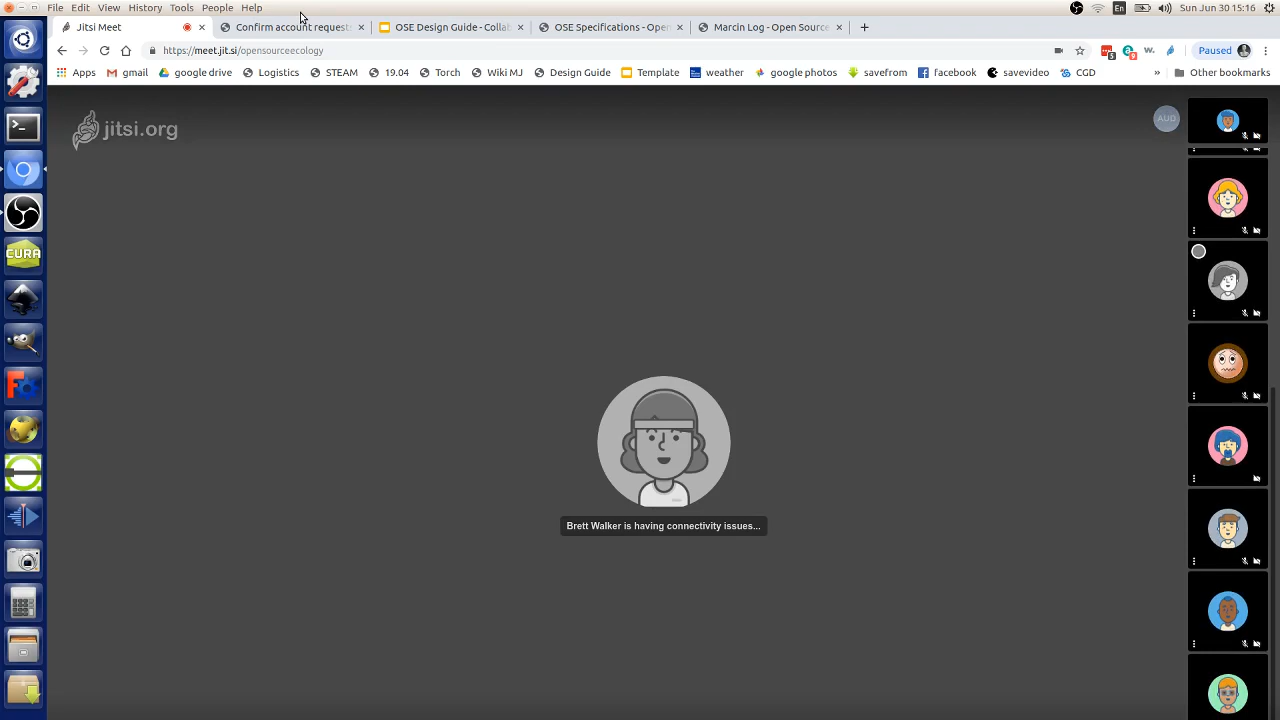 File Edit View History Tools People Help
En
Sun Jun 30 15:16
Jitsi Meet
Confirm account requests
OSE Design Guide - Collab
OSE Specifications - Open
Marcin Log - Open Source
https://meet.jit.si/opensourceecology
Paused
Apps
gmail
google drive
Logistics
STEAM
19.04
Torch
Wiki MJ
Design Guide
Template
weather
google photos
savefrom
facebook
savevideo
CGD
»
Other bookmarks
jitsi.org
AUD
CURA
Brett Walker is having connectivity issues...